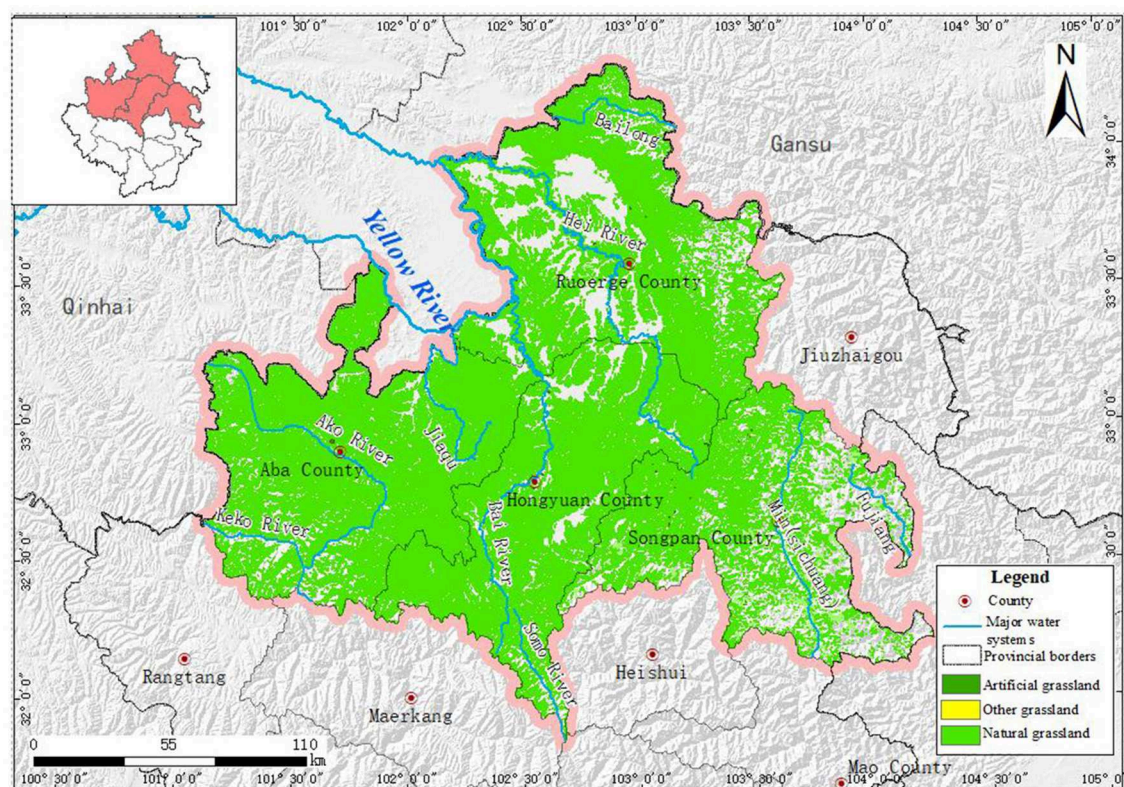 101°30′0″
102°0′0″
102°30′0″
103°0′0″
103°30′0″
104°0′0″
104°30′0″
105°0′0″
N
Bailong
Gansu
34°0′0″
Yellow River
Hei River
Ruoerge County
33°30′0″
33°30′0″
Qinhai
Jiuzhaigou
33°0′0″
33°0′0″
Ako River
Jiaqu
Aba County
Hongyuan County
Keko River
Bai River
Songpan County
Min(sichuang)
Fujiang
32°30′0″
30′0″
Legend
County
Major water
systems
Provincial borders
Artificial grassland
Other grassland
Natural grassland
Somo River
Rangtang
Heishui
Maerkang
32°0′0″
0
55
110
km
Mao County
100°30′0″
101°0′0″
101°30′0″
102°0′0″
102°30′0″
103°0′0″
103°30′0″
104°0′0″
104°30′0″
105°0